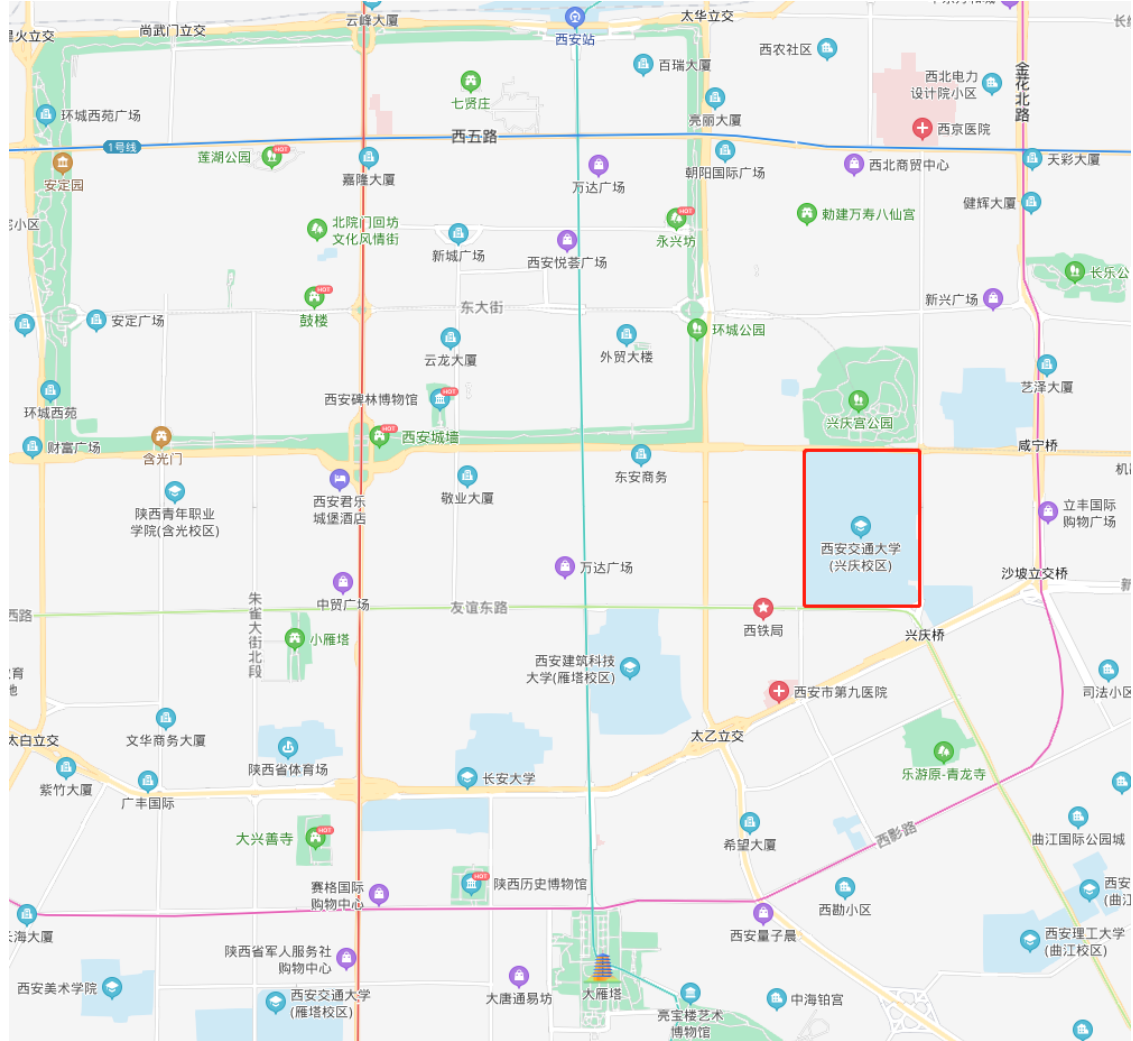 云峰大厦
太华立交
星火立交
尚武门立交
西安站
西农社区
百瑞大厦
西北电力
设计院小区
金花北路
七贤庄
环城西苑广场
亮丽大厦
西五路
西京医院
1号线
莲湖公园
HOT
安定园
嘉隆大厦
万达广场
朝阳国际广场
西北商贸中心
天彩大厦
健辉大厦
小区
北院门回坊
文化风情街
新城广场
西安悦荟广场
HOT
永兴坊
敕建万寿八仙宫
长乐公
新兴广场
HOT
鼓楼
东大街
安定广场
环城公园
云龙大厦
外贸大楼
艺泽大厦
环城西苑
西安碑林博物馆
HOT
兴庆宫公园
HOT
西安城墙
财富广场
含光门
咸宁桥
东安商务
西安君乐
城堡酒店
敬业大厦
陕西青年职业
学院(含光校区)
立丰国际
购物广场
西安交通大学
(兴庆校区)
万达广场
沙坡立交桥
新
中贸广场
友谊东路
西路
朱雀大街北段
西铁局
兴庆桥
小雁塔
西安建筑科技
大学(雁塔校区)
西安市第九医院
司法小区
太白立交
文华商务大厦
太乙立交
陕西省体育场
乐游原-青龙寺
紫竹大厦
广丰国际
长安大学
大兴善寺
HOT
希望大厦
西影路
曲江国际公园城
赛格国际
购物中心
HOT
陕西历史博物馆
西勘小区
西安
(曲江
长海大厦
西安量子晨
西安理工大学
(曲江校区)
陕西省军人服务社
购物中心
西安美术学院
西安交通大学
(雁塔校区)
大唐通易坊
大雁塔
亮宝楼艺术
博物馆
中海铂宫